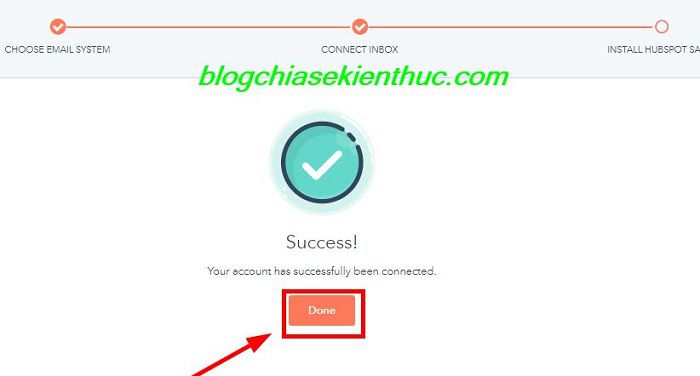 CHOOSE EMAIL SYSTEM
CONNECT INBOX
INSTALL HUBSPOT SA
blogchiasekienthuc.com
Success!
Your account has successfully been connected.
Done